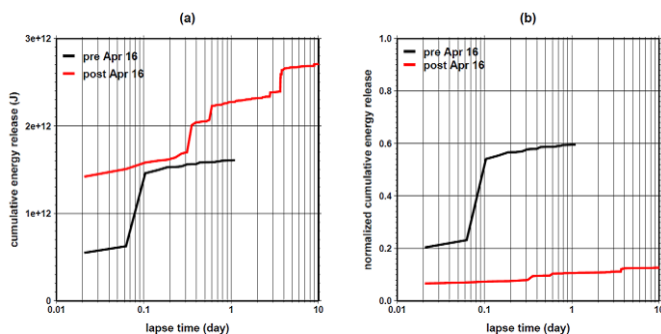 (a)
3e+12
2e+12
1e+12
0
cumulative energy release (J)
pre Apr 16
post Apr 16
0.01
0.1
1
10
lapse time (day)
(b)
1.0
0.8
0.6
0.4
0.2
0.0
normalized cumulative energy release
pre Apr 16
post Apr 16
0.01
0.1
1
10
lapse time (day)